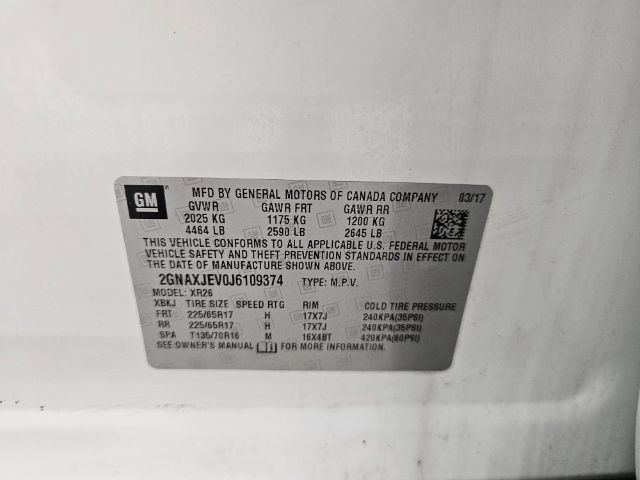 GM
MFD BY GENERAL MOTORS OF CANADA COMPANY 03/17
GVWR GAWR FRT GAWR RR
2025 KG 1175 KG 1200 KG
4464 LB 2590 LB 2645 LB
THIS VEHICLE CONFORMS TO ALL APPLICABLE U.S. FEDERAL MOTOR
VEHICLE SAFETY AND THEFT PREVENTION STANDARDS IN EFFECT ON
THE DATE OF MANUFACTURE SHOWN ABOVE.
2GNAXJEV0J6109374 TYPE: M.P.V.
MODEL: XR26
XBKJ TIRE SIZE SPEED RTG RIM COLD TIRE PRESSURE
FRT 225/65R17 H 17X7J 240KPA(35PSI)
RR 225/65R17 H 17X7J 240KPA(35PSI)
SPA T135/70R16 M 16X4BT 420KPA(60PSI)
SEE OWNER'S MANUAL FOR MORE INFORMATION